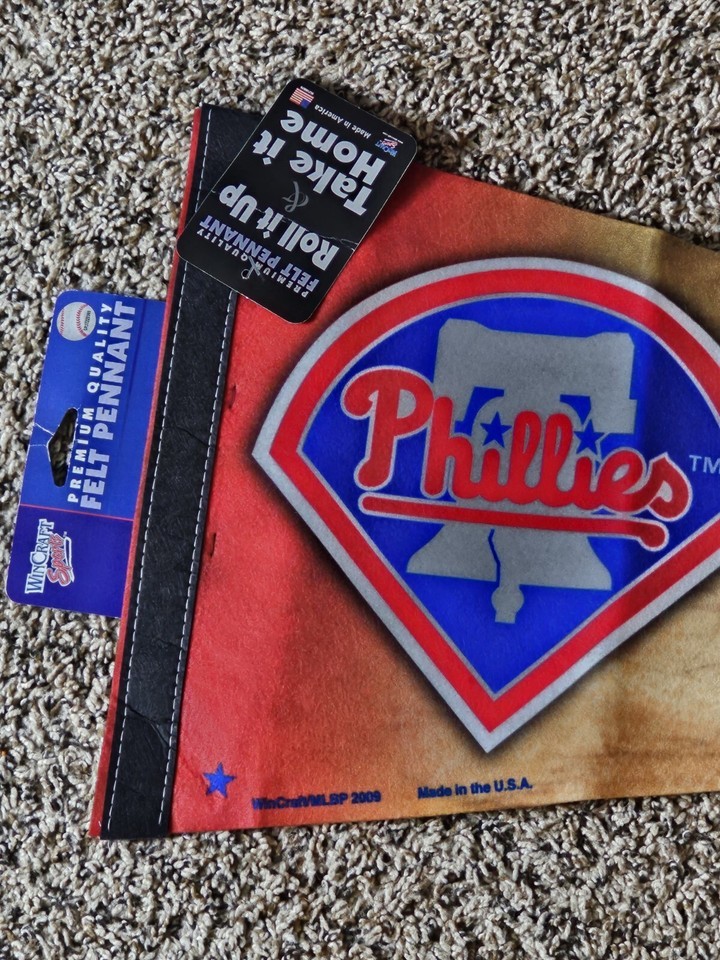 Made in America
PREMIUM QUALITY
FELT PENNANT
Roll it Up
&
Take it
Home
PREMIUM QUALITY
FELT PENNANT
WINCRAFT
Sports
Phillies
TM
WinCraft/MLBP 2009
Made in the U.S.A.